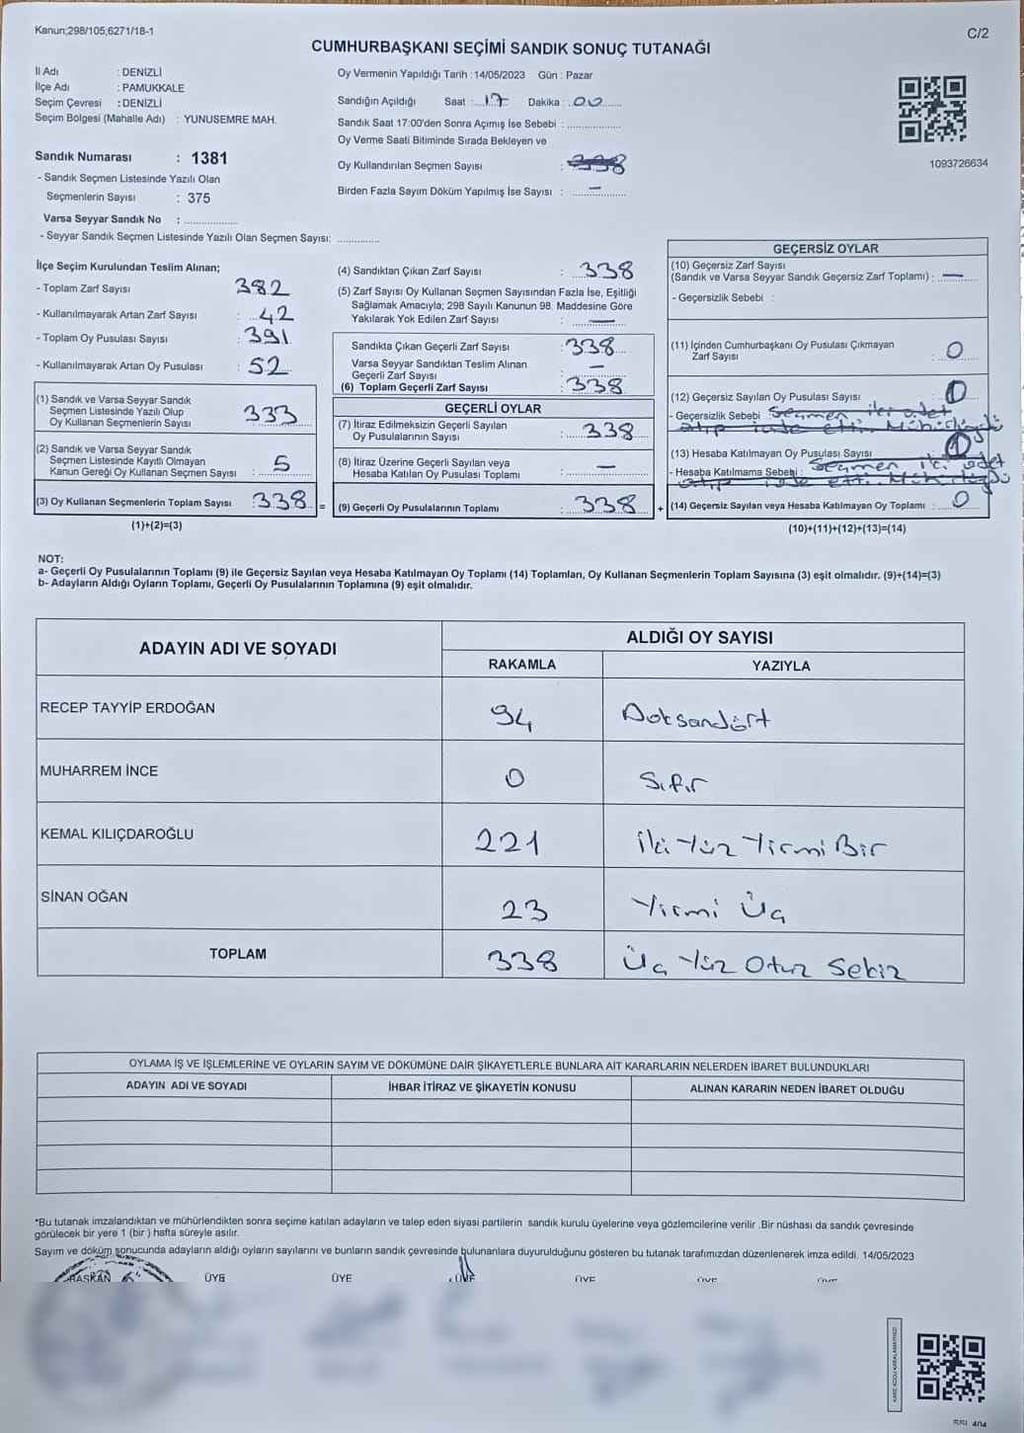 Kanun;298/105;6271/18-1
C/2
CUMHURBAŞKANI SEÇİMİ SANDIK SONUÇ TUTANAĞI
İl Adı : DENİZLİ
İlçe Adı : PAMUKKALE
Seçim Çevresi : DENİZLİ
Seçim Bölgesi (Mahalle Adı) : YUNUSEMRE MAH.
Sandık Numarası : 1381
- Sandık Seçmen Listesinde Yazılı Olan
Seçmenlerin Sayısı : 375
Varsa Seyyar Sandık No :
- Seyyar Sandık Seçmen Listesinde Yazılı Olan Seçmen Sayısı:
Oy Vermenin Yapıldığı Tarih : 14/05/2023 Gün : Pazar
Sandığın Açıldığı Saat : 17 Dakika : 00
Sandık Saat 17:00'den Sonra Açımış İse Sebebi :
Oy Verme Saati Bitiminde Sırada Bekleyen ve
Oy Kullandırılan Seçmen Sayısı : 338
Birden Fazla Sayım Döküm Yapılmış İse Sayısı : —
1093726634
İlçe Seçim Kurulundan Teslim Alınan;
- Toplam Zarf Sayısı 382
- Kullanılmayarak Artan Zarf Sayısı : 42
- Toplam Oy Pusulası Sayısı : 391
- Kullanılmayarak Artan Oy Pusulası : 52
(1) Sandık ve Varsa Seyyar Sandık
Seçmen Listesinde Yazılı Olup
Oy Kullanan Seçmenlerin Sayısı 333
(2) Sandık ve Varsa Seyyar Sandık
Seçmen Listesinde Kayıtlı Olmayan
Kanun Gereği Oy Kullanan Seçmen Sayısı : 5
(3) Oy Kullanan Seçmenlerin Toplam Sayısı : 338 =
(1)+(2)=(3)
(4) Sandıktan Çıkan Zarf Sayısı : 338
(5) Zarf Sayısı Oy Kullanan Seçmen Sayısından Fazla İse, Eşitliği
Sağlamak Amacıyla; 298 Sayılı Kanunun 98. Maddesine Göre
Yakılarak Yok Edilen Zarf Sayısı : —
Sandıkta Çıkan Geçerli Zarf Sayısı : 338
Varsa Seyyar Sandıktan Teslim Alınan
Geçerli Zarf Sayısı : —
(6) Toplam Geçerli Zarf Sayısı : 338
GEÇERLİ OYLAR
(7) İtiraz Edilmeksizin Geçerli Sayılan
Oy Pusulalarının Sayısı : 338
(8) İtiraz Üzerine Geçerli Sayılan veya
Hesaba Katılan Oy Pusulası Toplamı : —
(9) Geçerli Oy Pusulalarının Toplamı : 338 +
GEÇERSİZ OYLAR
(10) Geçersiz Zarf Sayısı
(Sandık ve Varsa Seyyar Sandık Geçersiz Zarf Toplamı) : —
- Geçersizlik Sebebi :
(11) İçinden Cumhurbaşkanı Oy Pusulası Çıkmayan
Zarf Sayısı : 0
(12) Geçersiz Sayılan Oy Pusulası Sayısı 0
- Geçersizlik Sebebi Seçmen iki adet
atıp iade etti.
(13) Hesaba Katılmayan Oy Pusulası Sayısı
- Hesaba Katılmama Sebebi : Seçmen iki adet
atıp iade etti
(14) Geçersiz Sayılan veya Hesaba Katılmayan Oy Toplamı : 0
(10)+(11)+(12)+(13)=(14)
NOT:
a- Geçerli Oy Pusulalarının Toplamı (9) ile Geçersiz Sayılan veya Hesaba Katılmayan Oy Toplamı (14) Toplamları, Oy Kullanan Seçmenlerin Toplam Sayısına (3) eşit olmalıdır. (9)+(14)=(3)
b- Adayların Aldığı Oyların Toplamı, Geçerli Oy Pusulalarının Toplamına (9) eşit olmalıdır.
ADAYIN ADI VE SOYADI
ALDIĞI OY SAYISI
RAKAMLA YAZIYLA
RECEP TAYYİP ERDOĞAN 94 Doksandört
MUHARREM İNCE 0 Sıfır
KEMAL KILIÇDAROĞLU 221 İki Yüz Yirmi Bir
SİNAN OĞAN 23 Yirmi Üç
TOPLAM 338 Üç Yüz Otuz Sekiz
OYLAMA İŞ VE İŞLEMLERİNE VE OYLARIN SAYIM VE DÖKÜMÜNE DAİR ŞİKAYETLERLE BUNLARA AİT KARARLARIN NELERDEN İBARET BULUNDUKLARI
ADAYIN ADI VE SOYADI İHBAR İTİRAZ VE ŞİKAYETİN KONUSU ALINAN KARARIN NEDEN İBARET OLDUĞU
*Bu tutanak imzalandıktan ve mühürlendikten sonra seçime katılan adayların ve talep eden siyasi partilerin sandık kurulu üyelerine veya gözlemcilerine verilir .Bir nüshası da sandık çevresinde
görülecek bir yere 1 (bir ) hafta süreyle asılır.
Sayım ve döküm sonucunda adayların aldığı oyların sayılarını ve bunların sandık çevresinde bulunanlara duyurulduğunu gösteren bu tutanak tarafımızdan düzenlenerek imza edildi. 14/05/2023
BAŞKAN ÜYE ÜYE ÜYE ÜYE ÜYE ÜYE